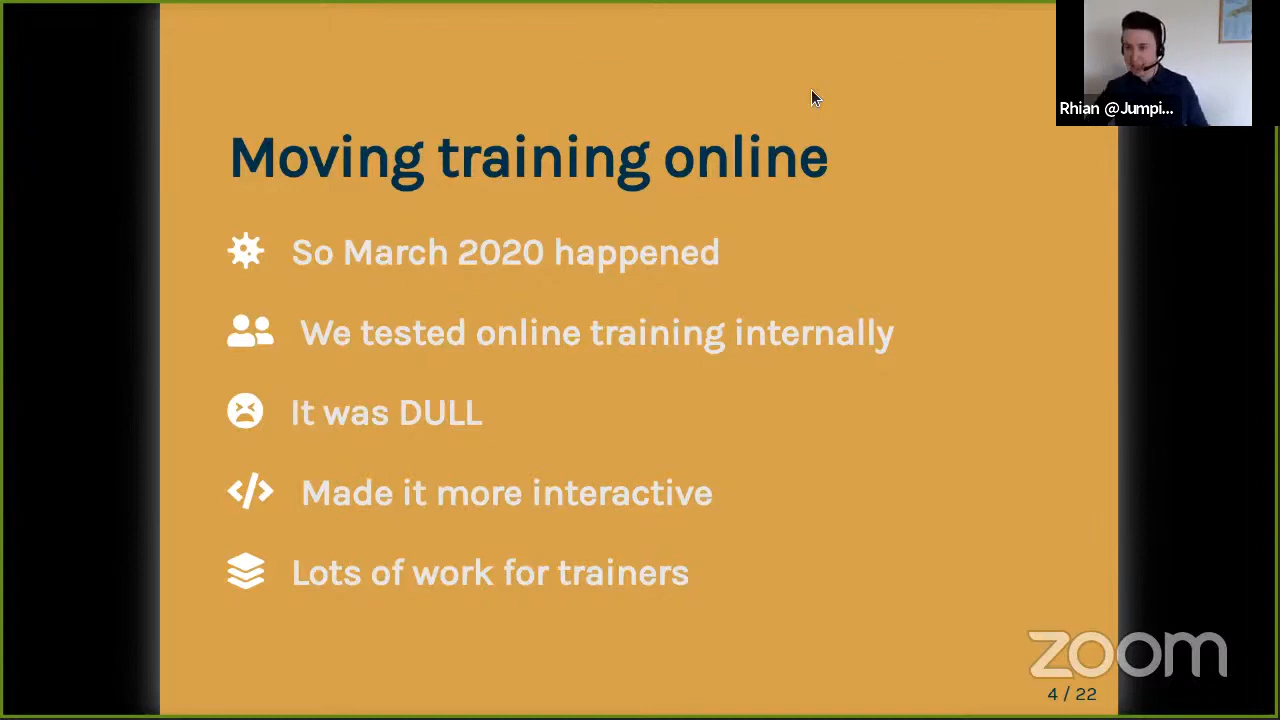 Rhian @Jumpi...
Moving training online
So March 2020 happened
We tested online training internally
It was DULL
Made it more interactive
Lots of work for trainers
zoom
4 / 22